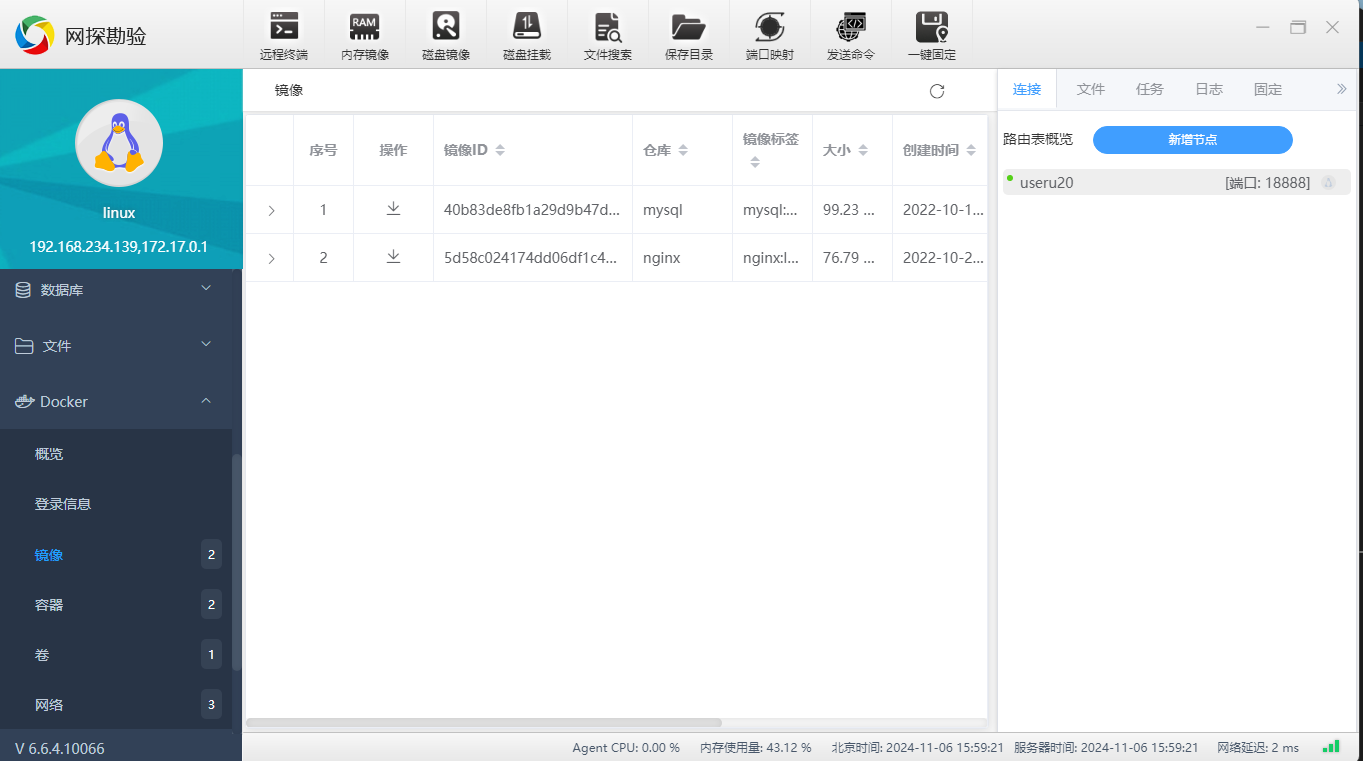 网探勘验
远程终端
RAM
内存镜像
磁盘镜像
磁盘挂载
文件搜索
保存目录
端口映射
发送命令
一键固定
linux
192.168.234.139,172.17.0.1
数据库
文件
Docker
概览
登录信息
镜像 2
容器 2
卷 1
网络 3
V 6.6.4.10066
镜像
序号 操作 镜像ID 仓库 镜像标签 大小 创建时间
1 40b83de8fb1a29d9b47d... mysql mysql:... 99.23 ... 2022-10-1...
2 5d58c024174dd06df1c4... nginx nginx:l... 76.79 ... 2022-10-2...
连接 文件 任务 日志 固定
路由表概览 新增节点
useru20 [端口: 18888]
Agent CPU: 0.00 % 内存使用量: 43.12 % 北京时间: 2024-11-06 15:59:21 服务器时间: 2024-11-06 15:59:21 网络延迟: 2 ms